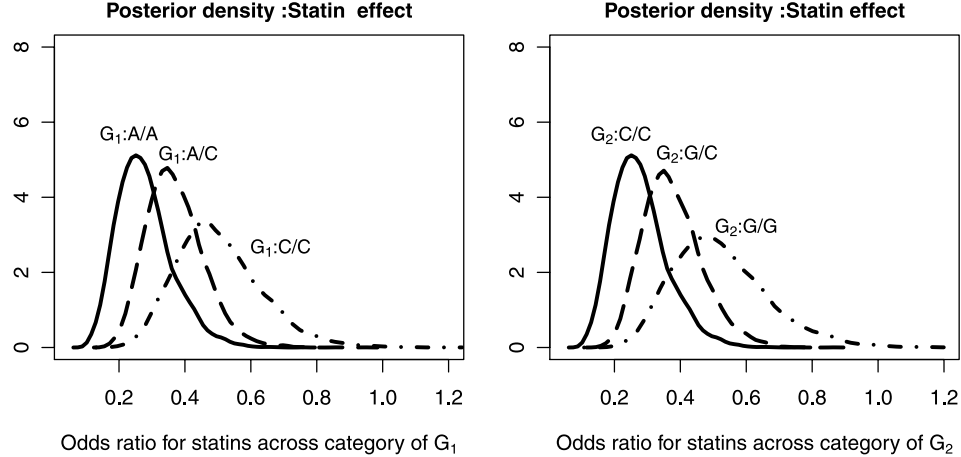 Posterior density :Statin effect
8
6
4
2
0
G1:A/A
G1:A/C
G1:C/C
0.2 0.4 0.6 0.8 1.0 1.2
Odds ratio for statins across category of G1
Posterior density :Statin effect
8
6
4
2
0
G2:C/C
G2:G/C
G2:G/G
0.2 0.4 0.6 0.8 1.0 1.2
Odds ratio for statins across category of G2